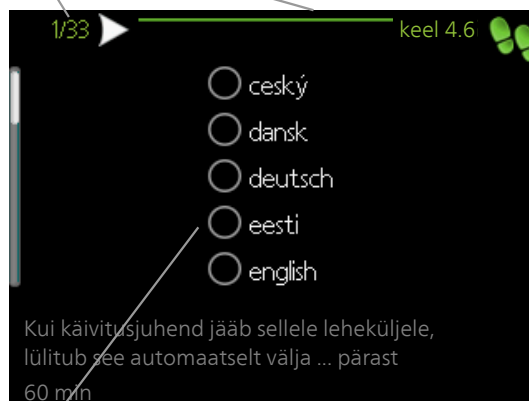 1/33
keel 4.6
ceský
dansk
deutsch
eesti
english
Kui käivitusjuhend jääb sellele leheküljele,
lülitub see automaatselt välja ... pärast
60 min